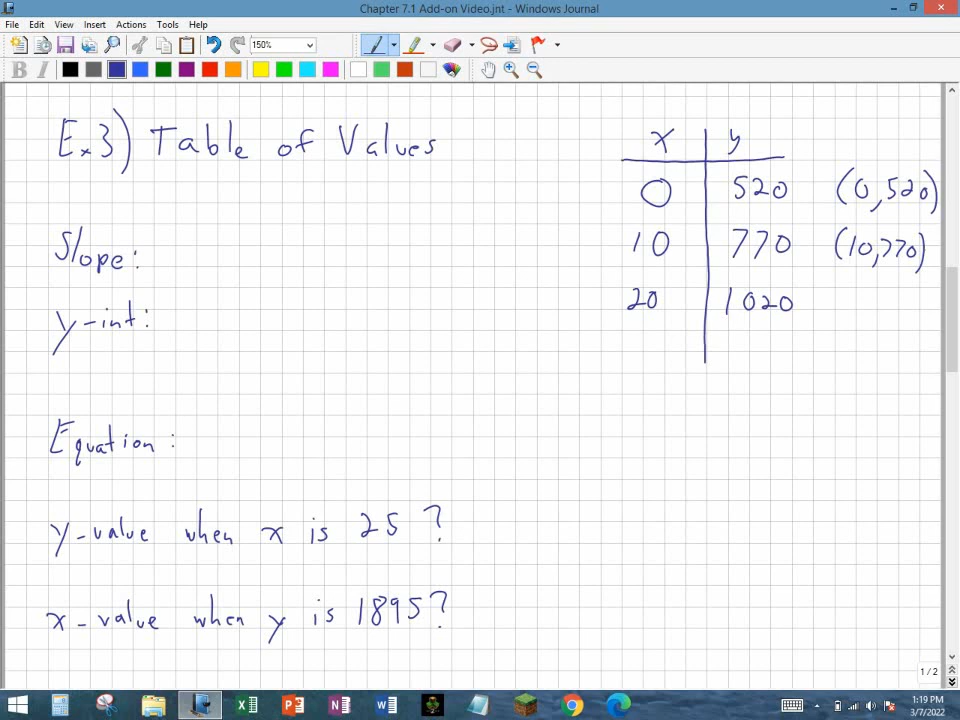 Chapter 7.1 Add-on Video.jnt - Windows Journal
File Edit View Insert Actions Tools Help
150%
B I
Ex3) Table of Values
x y
0 520 (0,520)
10 770 (10,770)
20 1020
Slope:
y-int:
Equation:
y-value when x is 25?
x-value when y is 1895?
1 / 2
1:19 PM
3/7/2022